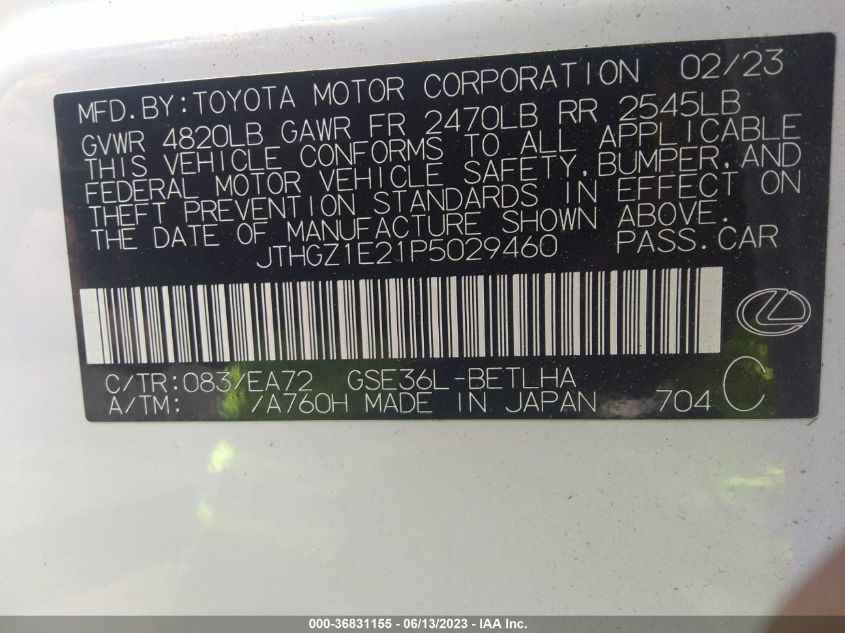 MFD.BY:TOYOTA MOTOR CORPORATION 02/23
GVWR 4820LB GAWR FR 2470LB RR 2545LB
THIS VEHICLE CONFORMS TO ALL APPLICABLE
FEDERAL MOTOR VEHICLE SAFETY,BUMPER,AND
THEFT PREVENTION STANDARDS IN EFFECT ON
THE DATE OF MANUFACTURE SHOWN ABOVE.
JTHGZ1E21P5029460 PASS.CAR
C/TR:083/EA72 GSE36L-BETLHA
A/TM: /A760H MADE IN JAPAN 704 C
000-36831155 - 06/13/2023 - © IAA Inc.